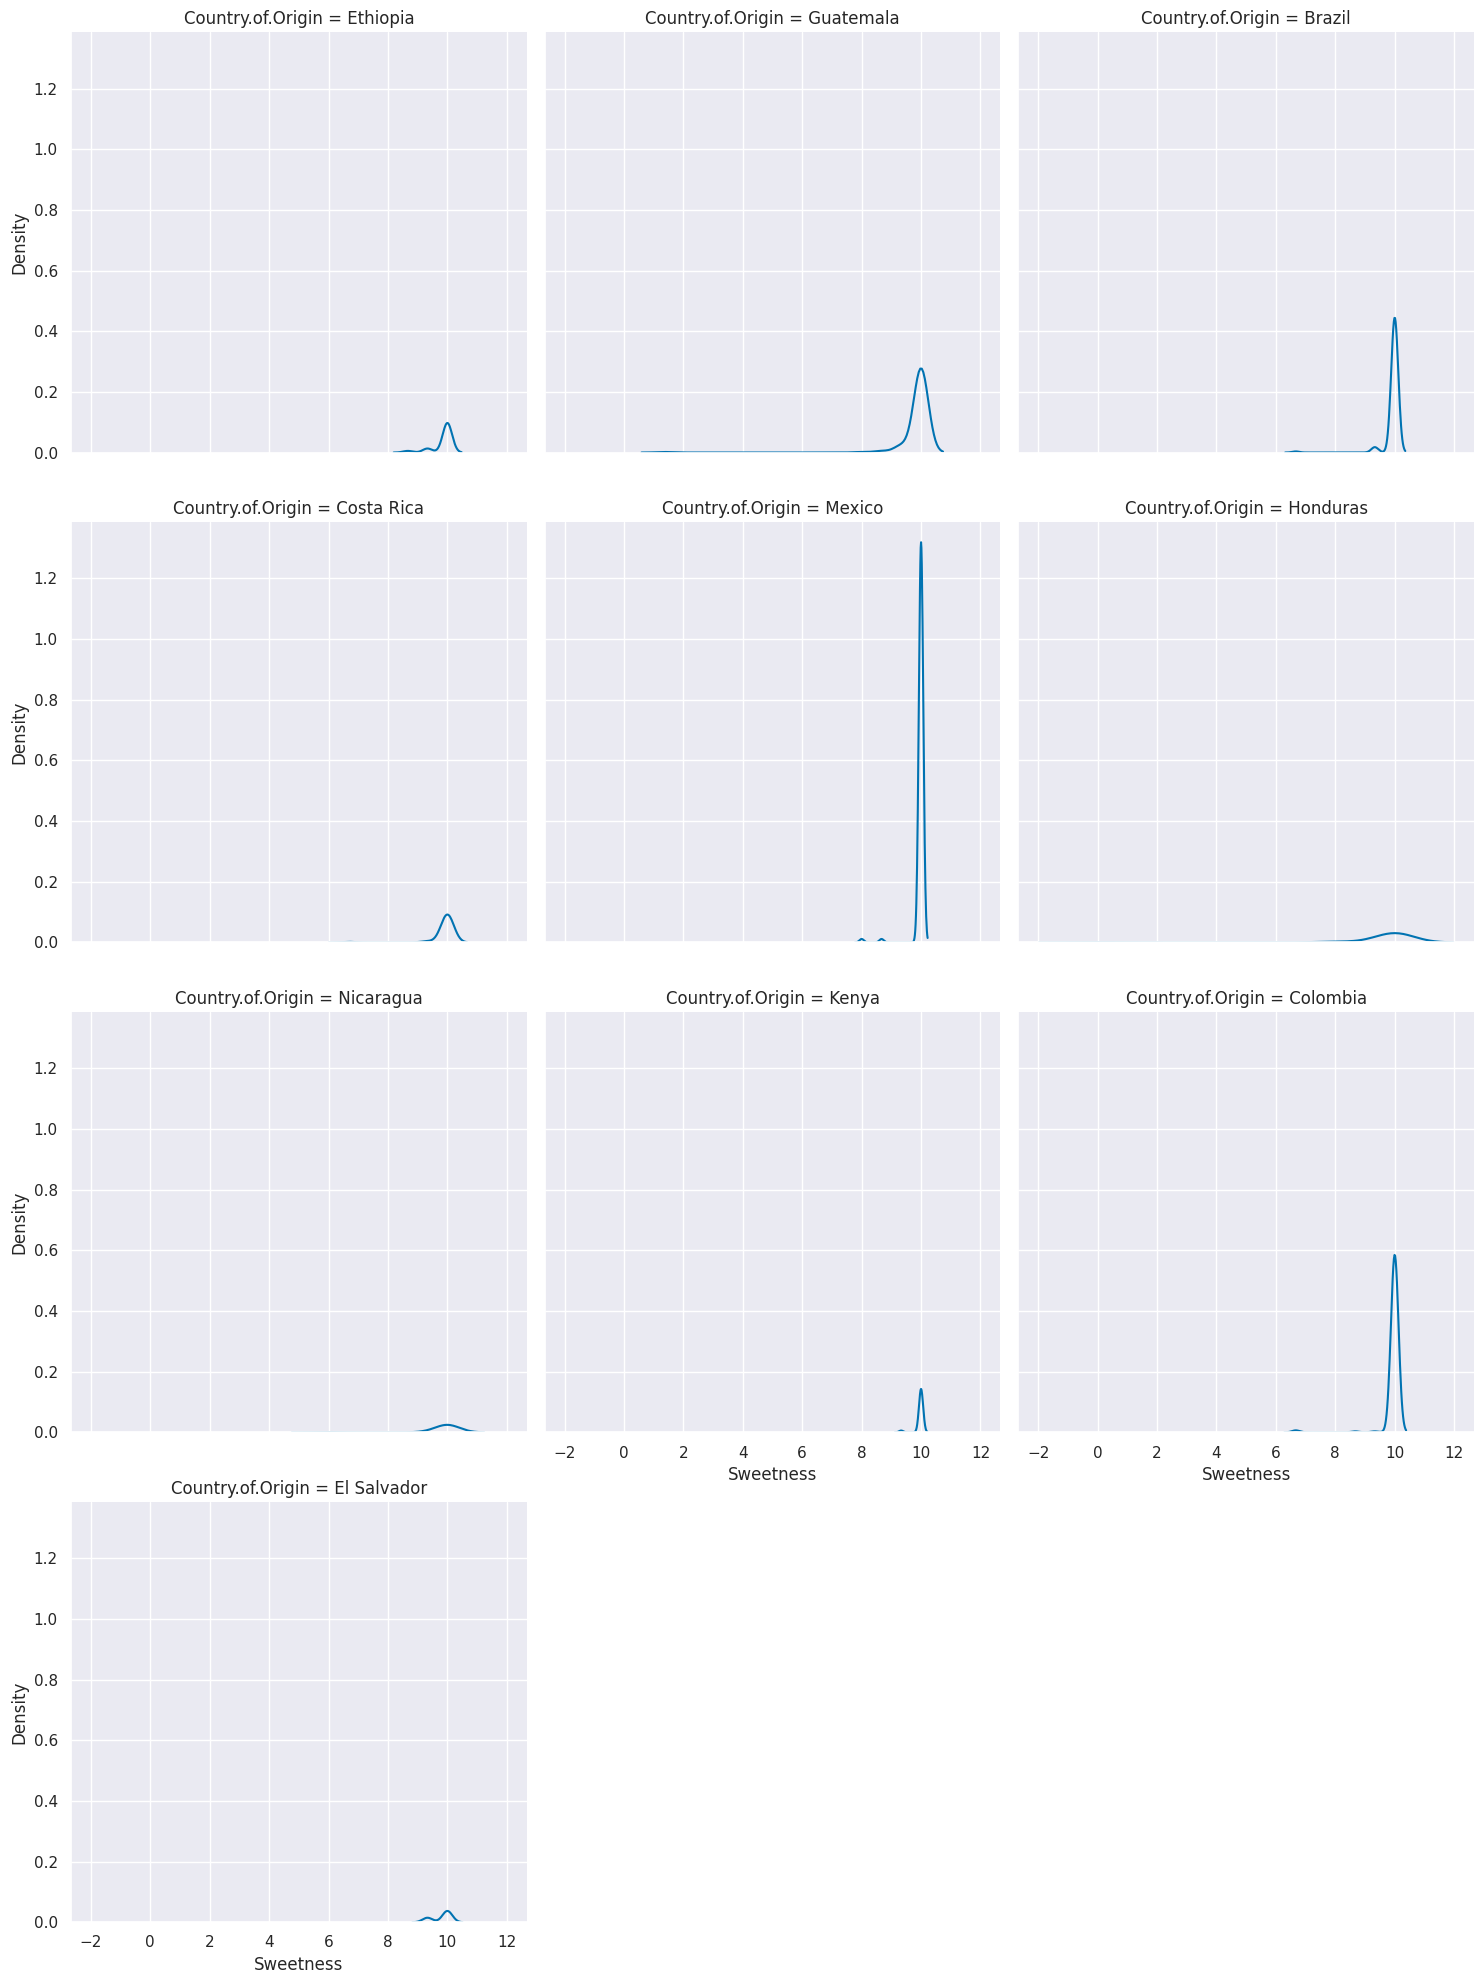 Country.of.Origin = Ethiopia
Country.of.Origin = Guatemala
Country.of.Origin = Brazil
1.2
1.0
0.8
0.6
0.4
0.2
0.0
Density
Country.of.Origin = Costa Rica
Country.of.Origin = Mexico
Country.of.Origin = Honduras
1.2
1.0
0.8
0.6
0.4
0.2
0.0
Density
Country.of.Origin = Nicaragua
Country.of.Origin = Kenya
Country.of.Origin = Colombia
1.2
1.0
0.8
0.6
0.4
0.2
0.0
Density
−2 0 2 4 6 8 10 12
Sweetness
−2 0 2 4 6 8 10 12
Sweetness
Country.of.Origin = El Salvador
1.2
1.0
0.8
0.6
0.4
0.2
0.0
Density
−2 0 2 4 6 8 10 12
Sweetness